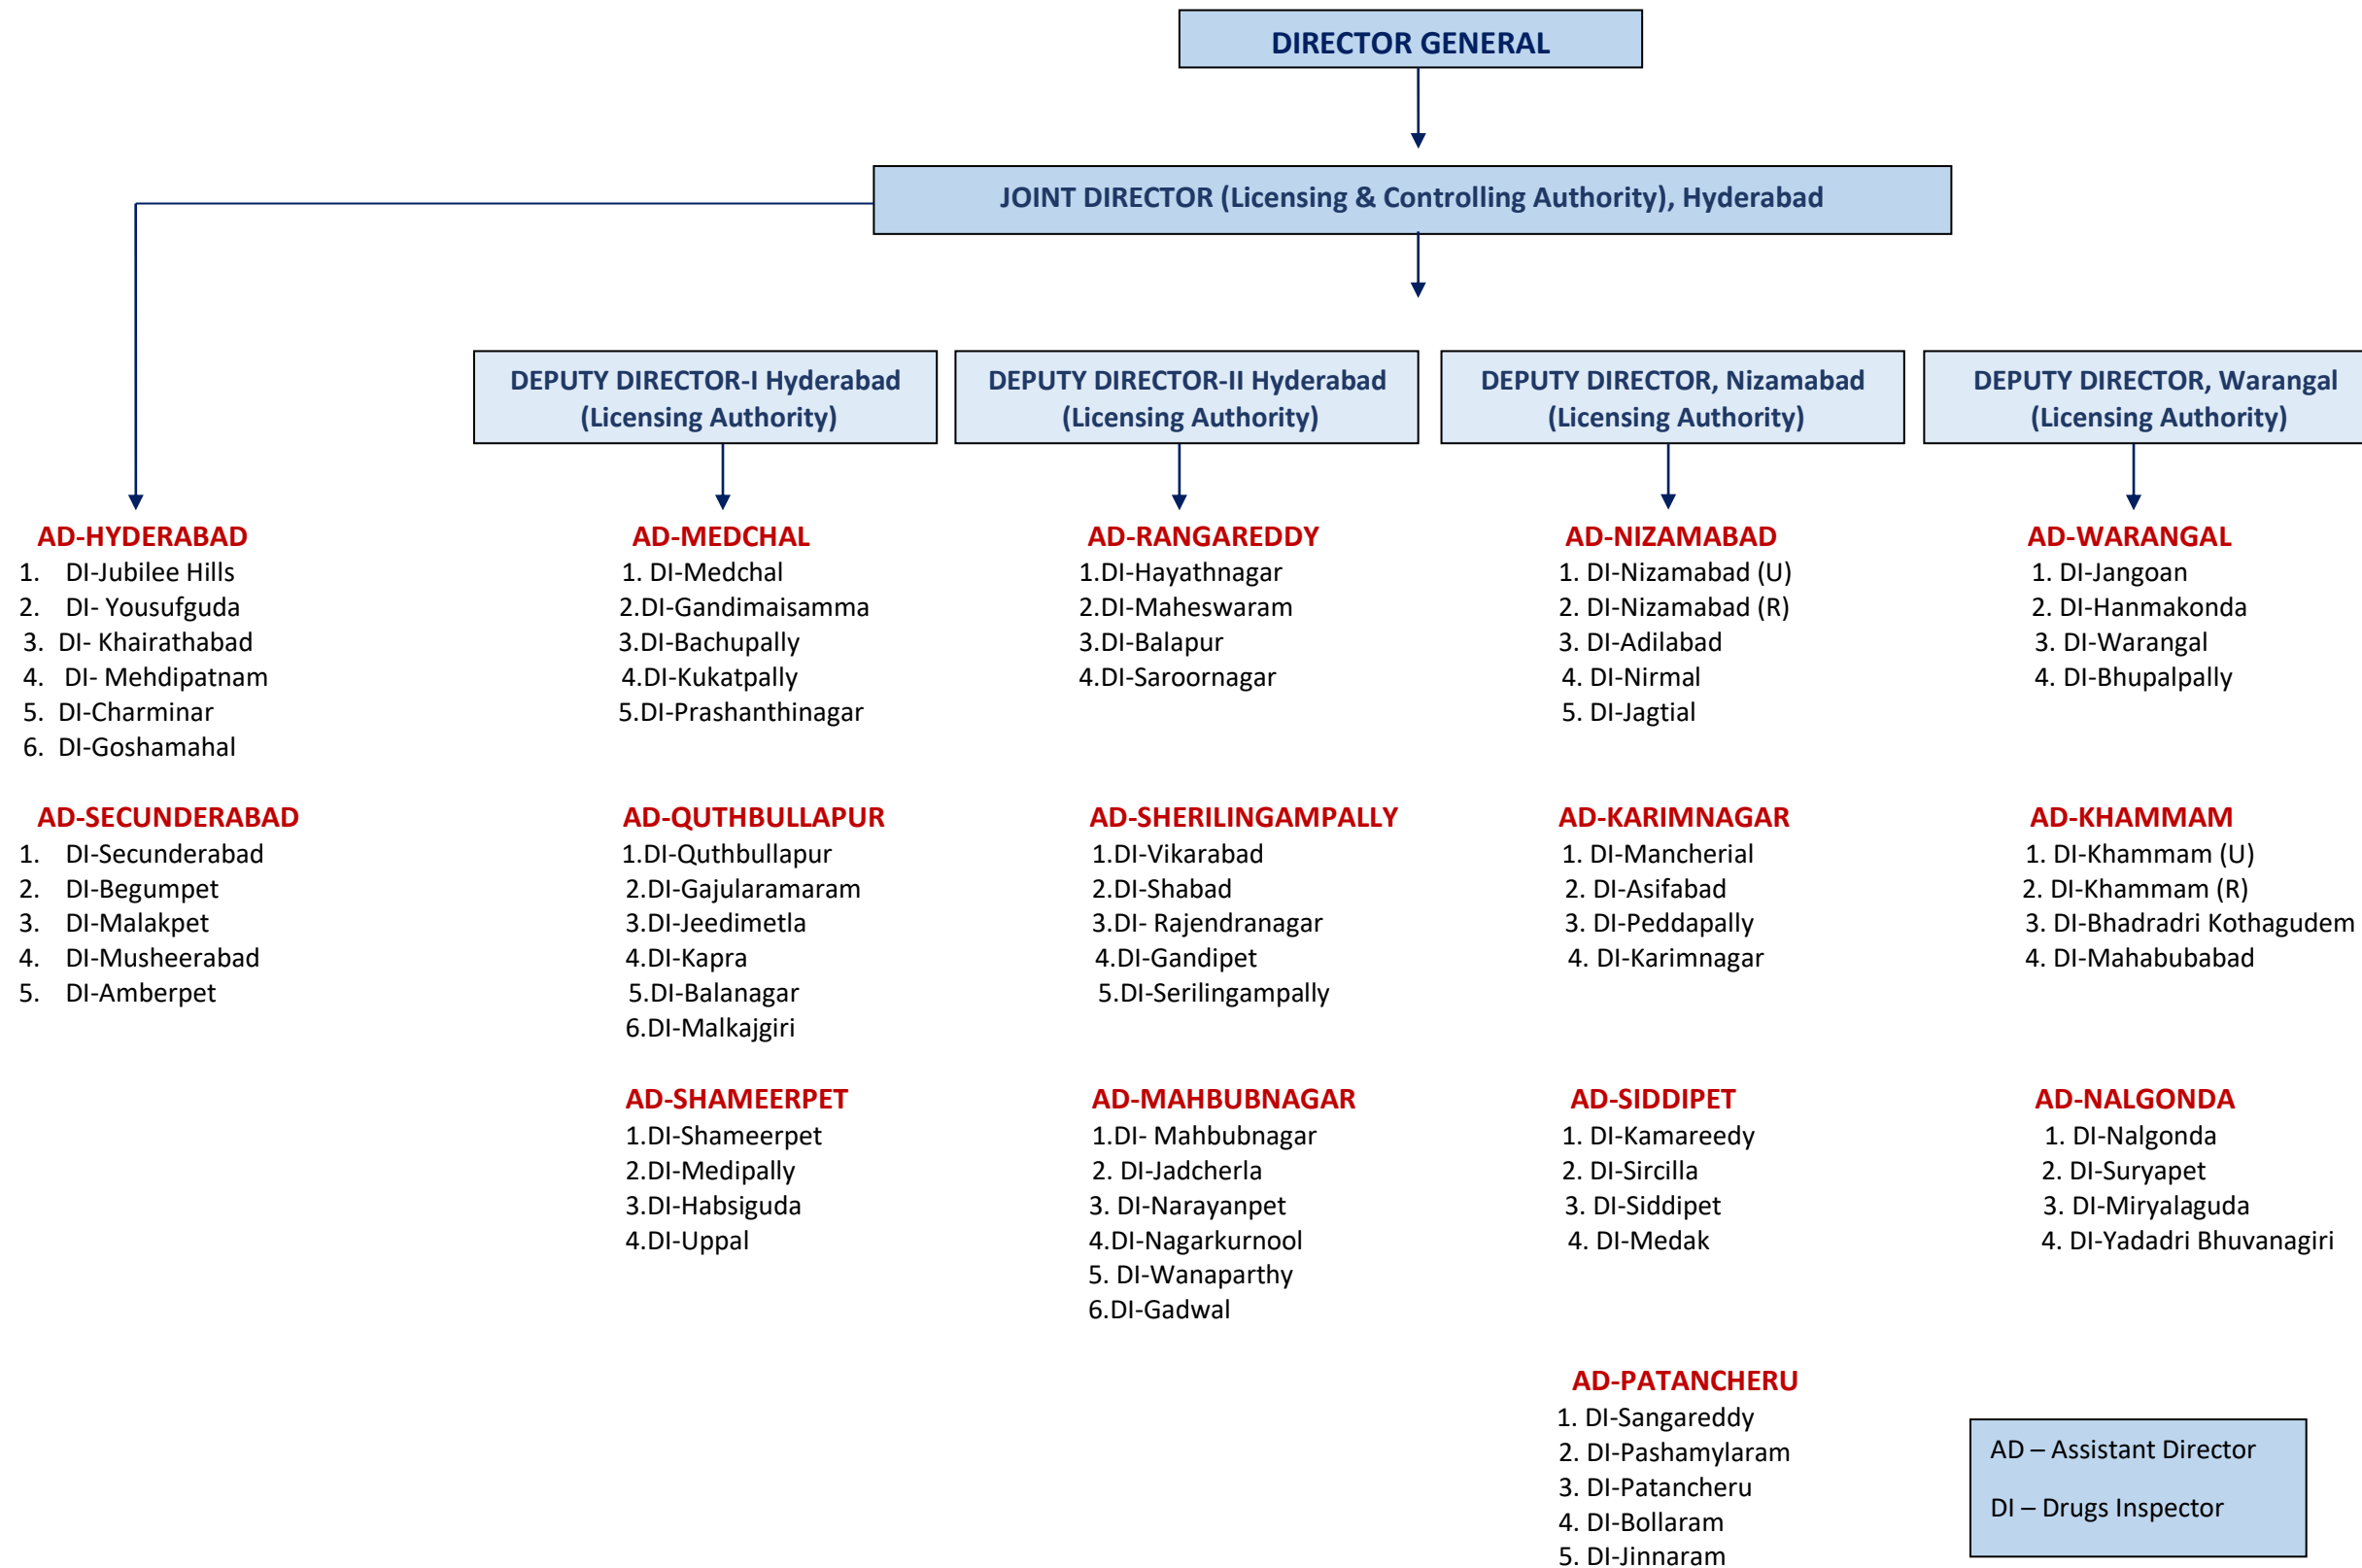 DIRECTOR GENERAL
JOINT DIRECTOR (Licensing & Controlling Authority), Hyderabad
DEPUTY DIRECTOR-I Hyderabad
(Licensing Authority)
DEPUTY DIRECTOR-II Hyderabad
(Licensing Authority)
DEPUTY DIRECTOR, Nizamabad
(Licensing Authority)
DEPUTY DIRECTOR, Warangal
(Licensing Authority)
AD-HYDERABAD
1. DI-Jubilee Hills
2. DI- Yousufguda
3. DI- Khairathabad
4. DI- Mehdipatnam
5. DI-Charminar
6. DI-Goshamahal
AD-SECUNDERABAD
1. DI-Secunderabad
2. DI-Begumpet
3. DI-Malakpet
4. DI-Musheerabad
5. DI-Amberpet
AD-MEDCHAL
1. DI-Medchal
2.DI-Gandimaisamma
3.DI-Bachupally
4.DI-Kukatpally
5.DI-Prashanthinagar
AD-QUTHBULLAPUR
1.DI-Quthbullapur
2.DI-Gajularamaram
3.DI-Jeedimetla
4.DI-Kapra
5.DI-Balanagar
6.DI-Malkajgiri
AD-SHAMEERPET
1.DI-Shameerpet
2.DI-Medipally
3.DI-Habsiguda
4.DI-Uppal
AD-RANGAREDDY
1.DI-Hayathnagar
2.DI-Maheswaram
3.DI-Balapur
4.DI-Saroornagar
AD-SHERILINGAMPALLY
1.DI-Vikarabad
2.DI-Shabad
3.DI- Rajendranagar
4.DI-Gandipet
5.DI-Serilingampally
AD-MAHBUBNAGAR
1.DI- Mahbubnagar
2. DI-Jadcherla
3. DI-Narayanpet
4.DI-Nagarkurnool
5. DI-Wanaparthy
6.DI-Gadwal
AD-NIZAMABAD
1. DI-Nizamabad (U)
2. DI-Nizamabad (R)
3. DI-Adilabad
4. DI-Nirmal
5. DI-Jagtial
AD-KARIMNAGAR
1. DI-Mancherial
2. DI-Asifabad
3. DI-Peddapally
4. DI-Karimnagar
AD-SIDDIPET
1. DI-Kamareedy
2. DI-Sircilla
3. DI-Siddipet
4. DI-Medak
AD-PATANCHERU
1. DI-Sangareddy
2. DI-Pashamylaram
3. DI-Patancheru
4. DI-Bollaram
5. DI-Jinnaram
AD-WARANGAL
1. DI-Jangoan
2. DI-Hanmakonda
3. DI-Warangal
4. DI-Bhupalpally
AD-KHAMMAM
1. DI-Khammam (U)
2. DI-Khammam (R)
3. DI-Bhadradri Kothagudem
4. DI-Mahabubabad
AD-NALGONDA
1. DI-Nalgonda
2. DI-Suryapet
3. DI-Miryalaguda
4. DI-Yadadri Bhuvanagiri
AD – Assistant Director
DI – Drugs Inspector